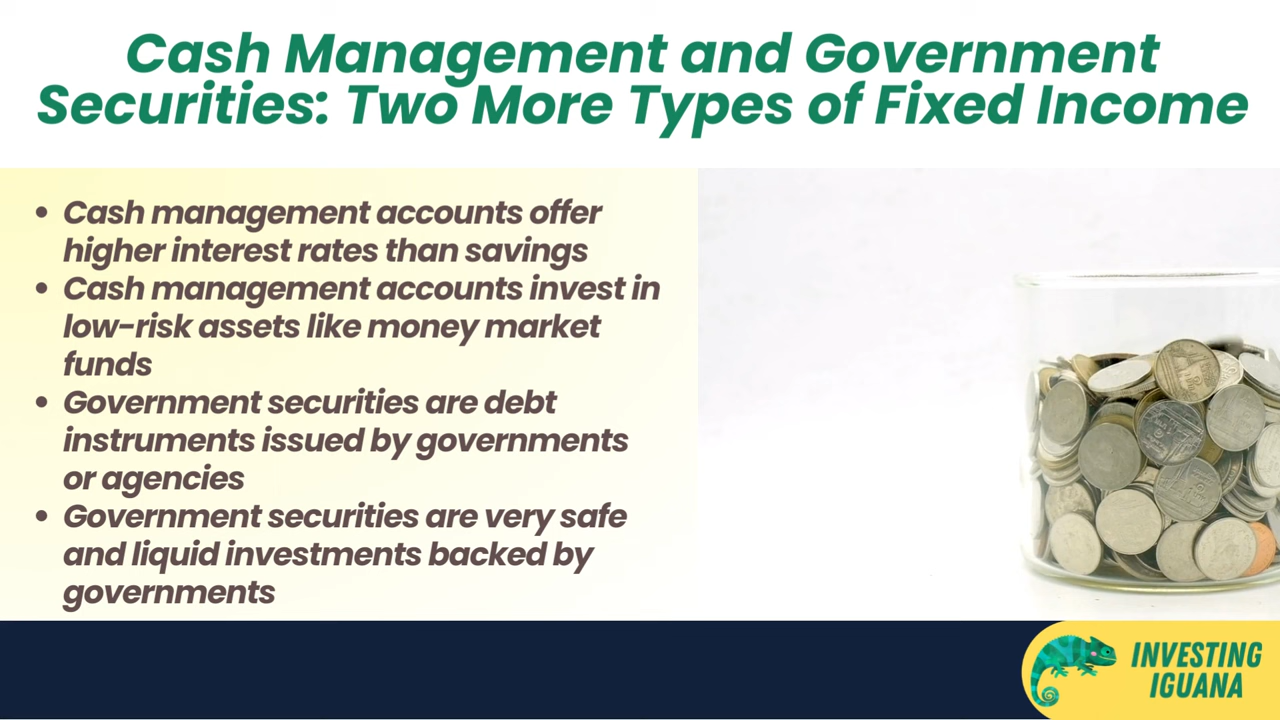 Cash Management and Government
Securities: Two More Types of Fixed Income
• Cash management accounts offer
higher interest rates than savings
• Cash management accounts invest in
low-risk assets like money market
funds
• Government securities are debt
instruments issued by governments
or agencies
• Government securities are very safe
and liquid investments backed by
governments
INVESTING
IGUANA